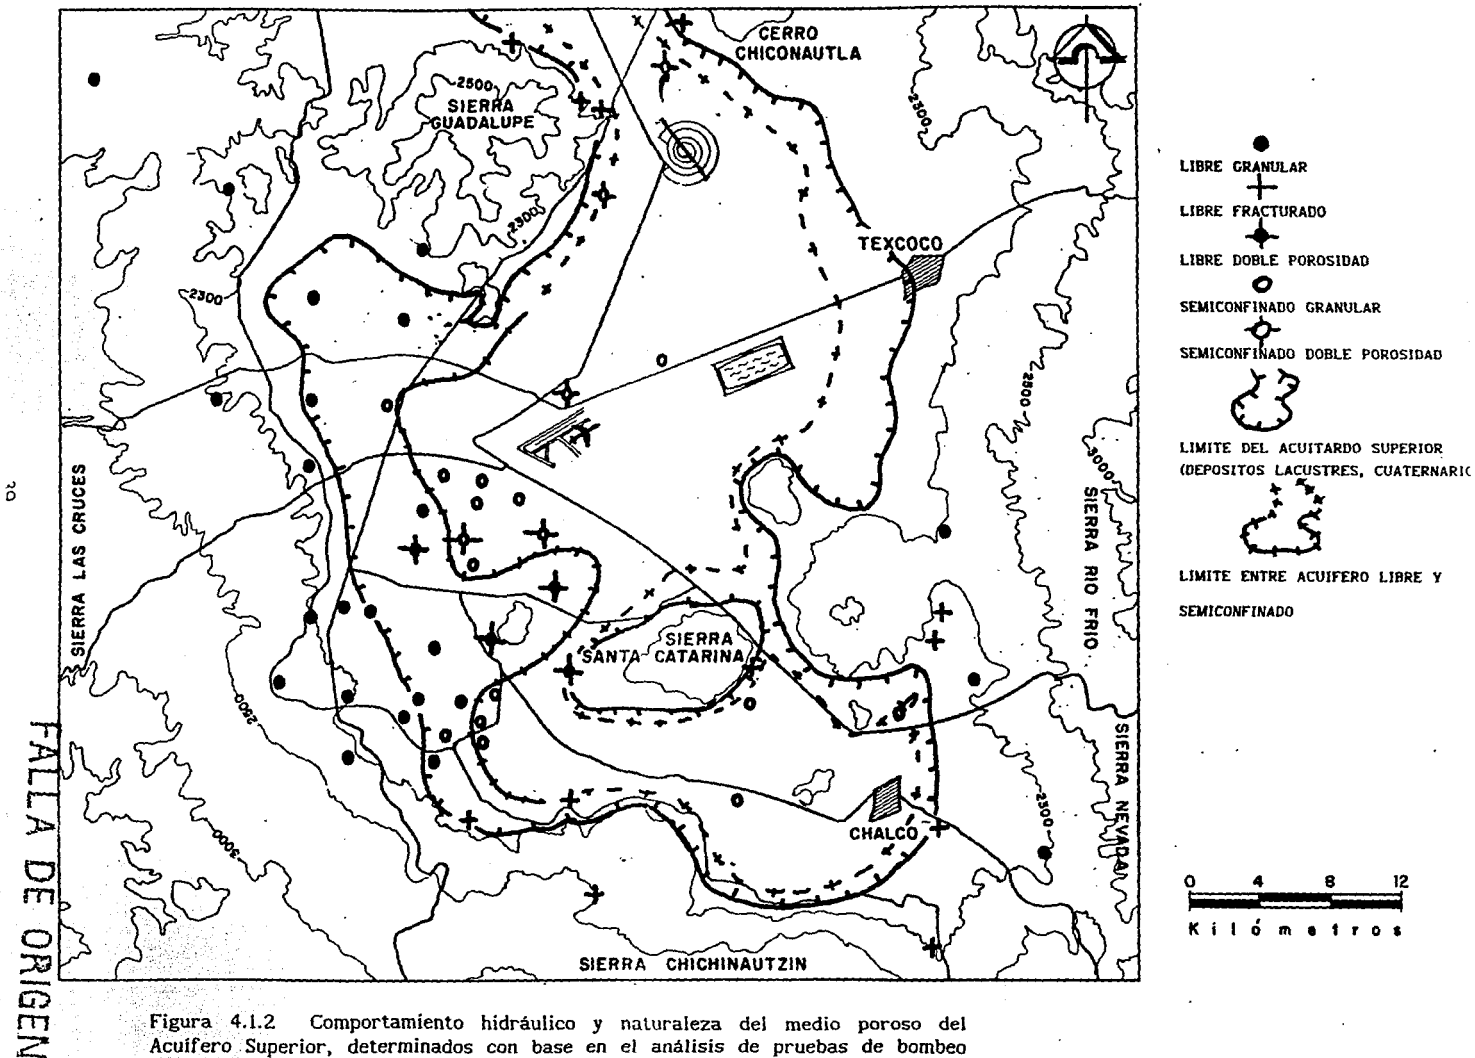 CERRO
CHICONAUTLA
2500
SIERRA
GUADALUPE
2300
2300
TEXCOCO
2300
2500
3000
SIERRA LAS CRUCES
SIERRA RIO FRIO
SIERRA
SANTA CATARINA
2500
SIERRA NEVADA
2500
CHALCO
3000
SIERRA CHICHINAUTZIN
LIBRE GRANULAR
LIBRE FRACTURADO
LIBRE DOBLE POROSIDAD
SEMICONFINADO GRANULAR
SEMICONFINADO DOBLE POROSIDAD
LIMITE DEL ACUITARDO SUPERIOR
(DEPOSITOS LACUSTRES, CUATERNARIO
LIMITE ENTRE ACUIFERO LIBRE Y
SEMICONFINADO
0 4 8 12
Kilómetros
FALLA DE ORIGEN
Figura 4.1.2 Comportamiento hidráulico y naturaleza del medio poroso del
Acuífero Superior, determinados con base en el análisis de pruebas de bombeo